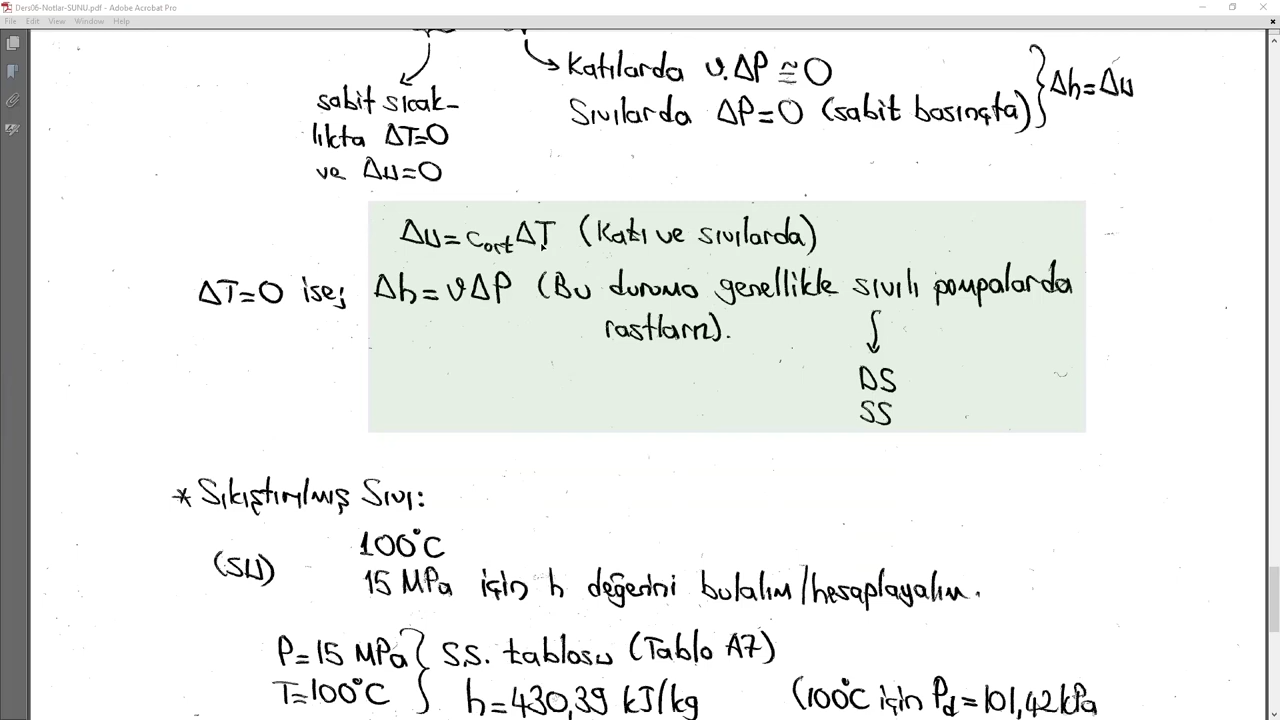 Ders06-Notlar-SUNU.pdf - Adobe Acrobat Pro
File Edit View Window Help
Katılarda v.ΔP ≅ 0
Sıvılarda ΔP=0 (sabit basınçta)
Δh=Δu
sabit sıcak-
lıkta ΔT=0
ve Δu=0
Δu = Cort ΔT (Katı ve sıvılarda)
ΔT=0 ise; Δh = vΔP (Bu duruma genellikle sıvılı pompalarda
rastlarız).
DS
SS
* Sıkıştırılmış Sıvı:
(SU)
100°C
15 MPa için h değerini bulalım/hesaplayalım.
P=15 MPa } S.S. tablosu (Tablo A7)
T=100°C h=430,39 kJ/kg (100°C için Pd=101,42 kPa